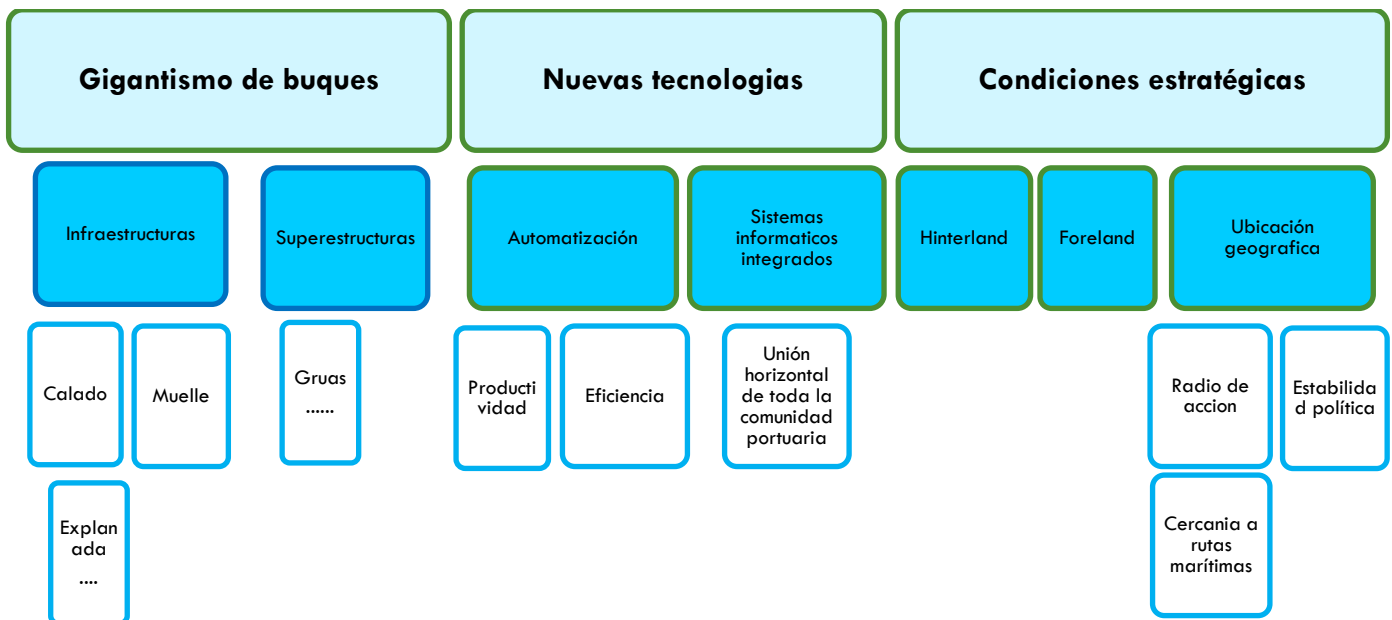 Gigantismo de buques
Nuevas tecnologias
Condiciones estratégicas
Infraestructuras
Superestructuras
Automatización
Sistemas
informaticos
integrados
Hinterland
Foreland
Ubicación
geografica
Calado
Muelle
Gruas
......
Producti
vidad
Eficiencia
Unión
horizontal
de toda la
comunidad
portuaria
Radio de
accion
Estabilida
d política
Explan
ada
....
Cercania a
rutas
marítimas